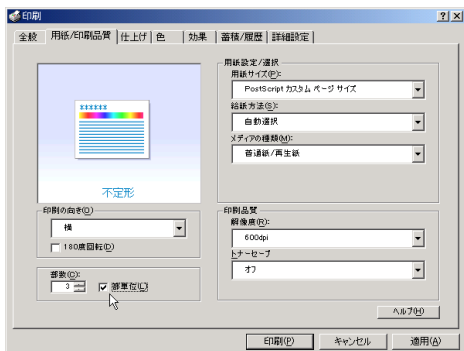 印刷
全般 用紙/印刷品質 仕上げ 色 効果 蓄積/履歴 詳細設定
******
不定形
用紙設定/選択
用紙サイズ(P):
PostScript カスタム ページ サイズ
給紙方法(S):
自動選択
メディアの種類(M):
普通紙/再生紙
印刷の向き(O)
横
180度回転(D)
部数(C):
3
部単位(L)
印刷品質
解像度(R):
600dpi
トナーセーブ
オフ
ヘルプ(H)
印刷(P) キャンセル 適用(A)